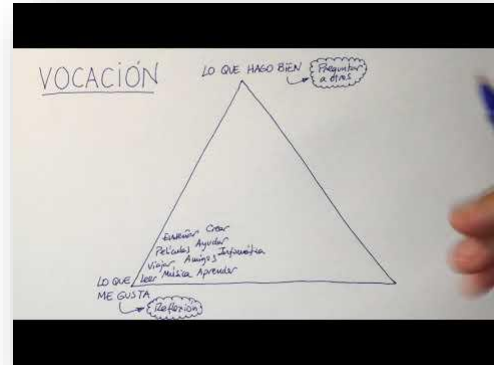 VOCACIÓN
LO QUE HAGO BIEN
Preguntar
a otros
Enseñar Crear
Películas Ayudar
Viajar Amigos Informática
Leer Música Aprender
LO QUE
ME GUSTA
Reflexión